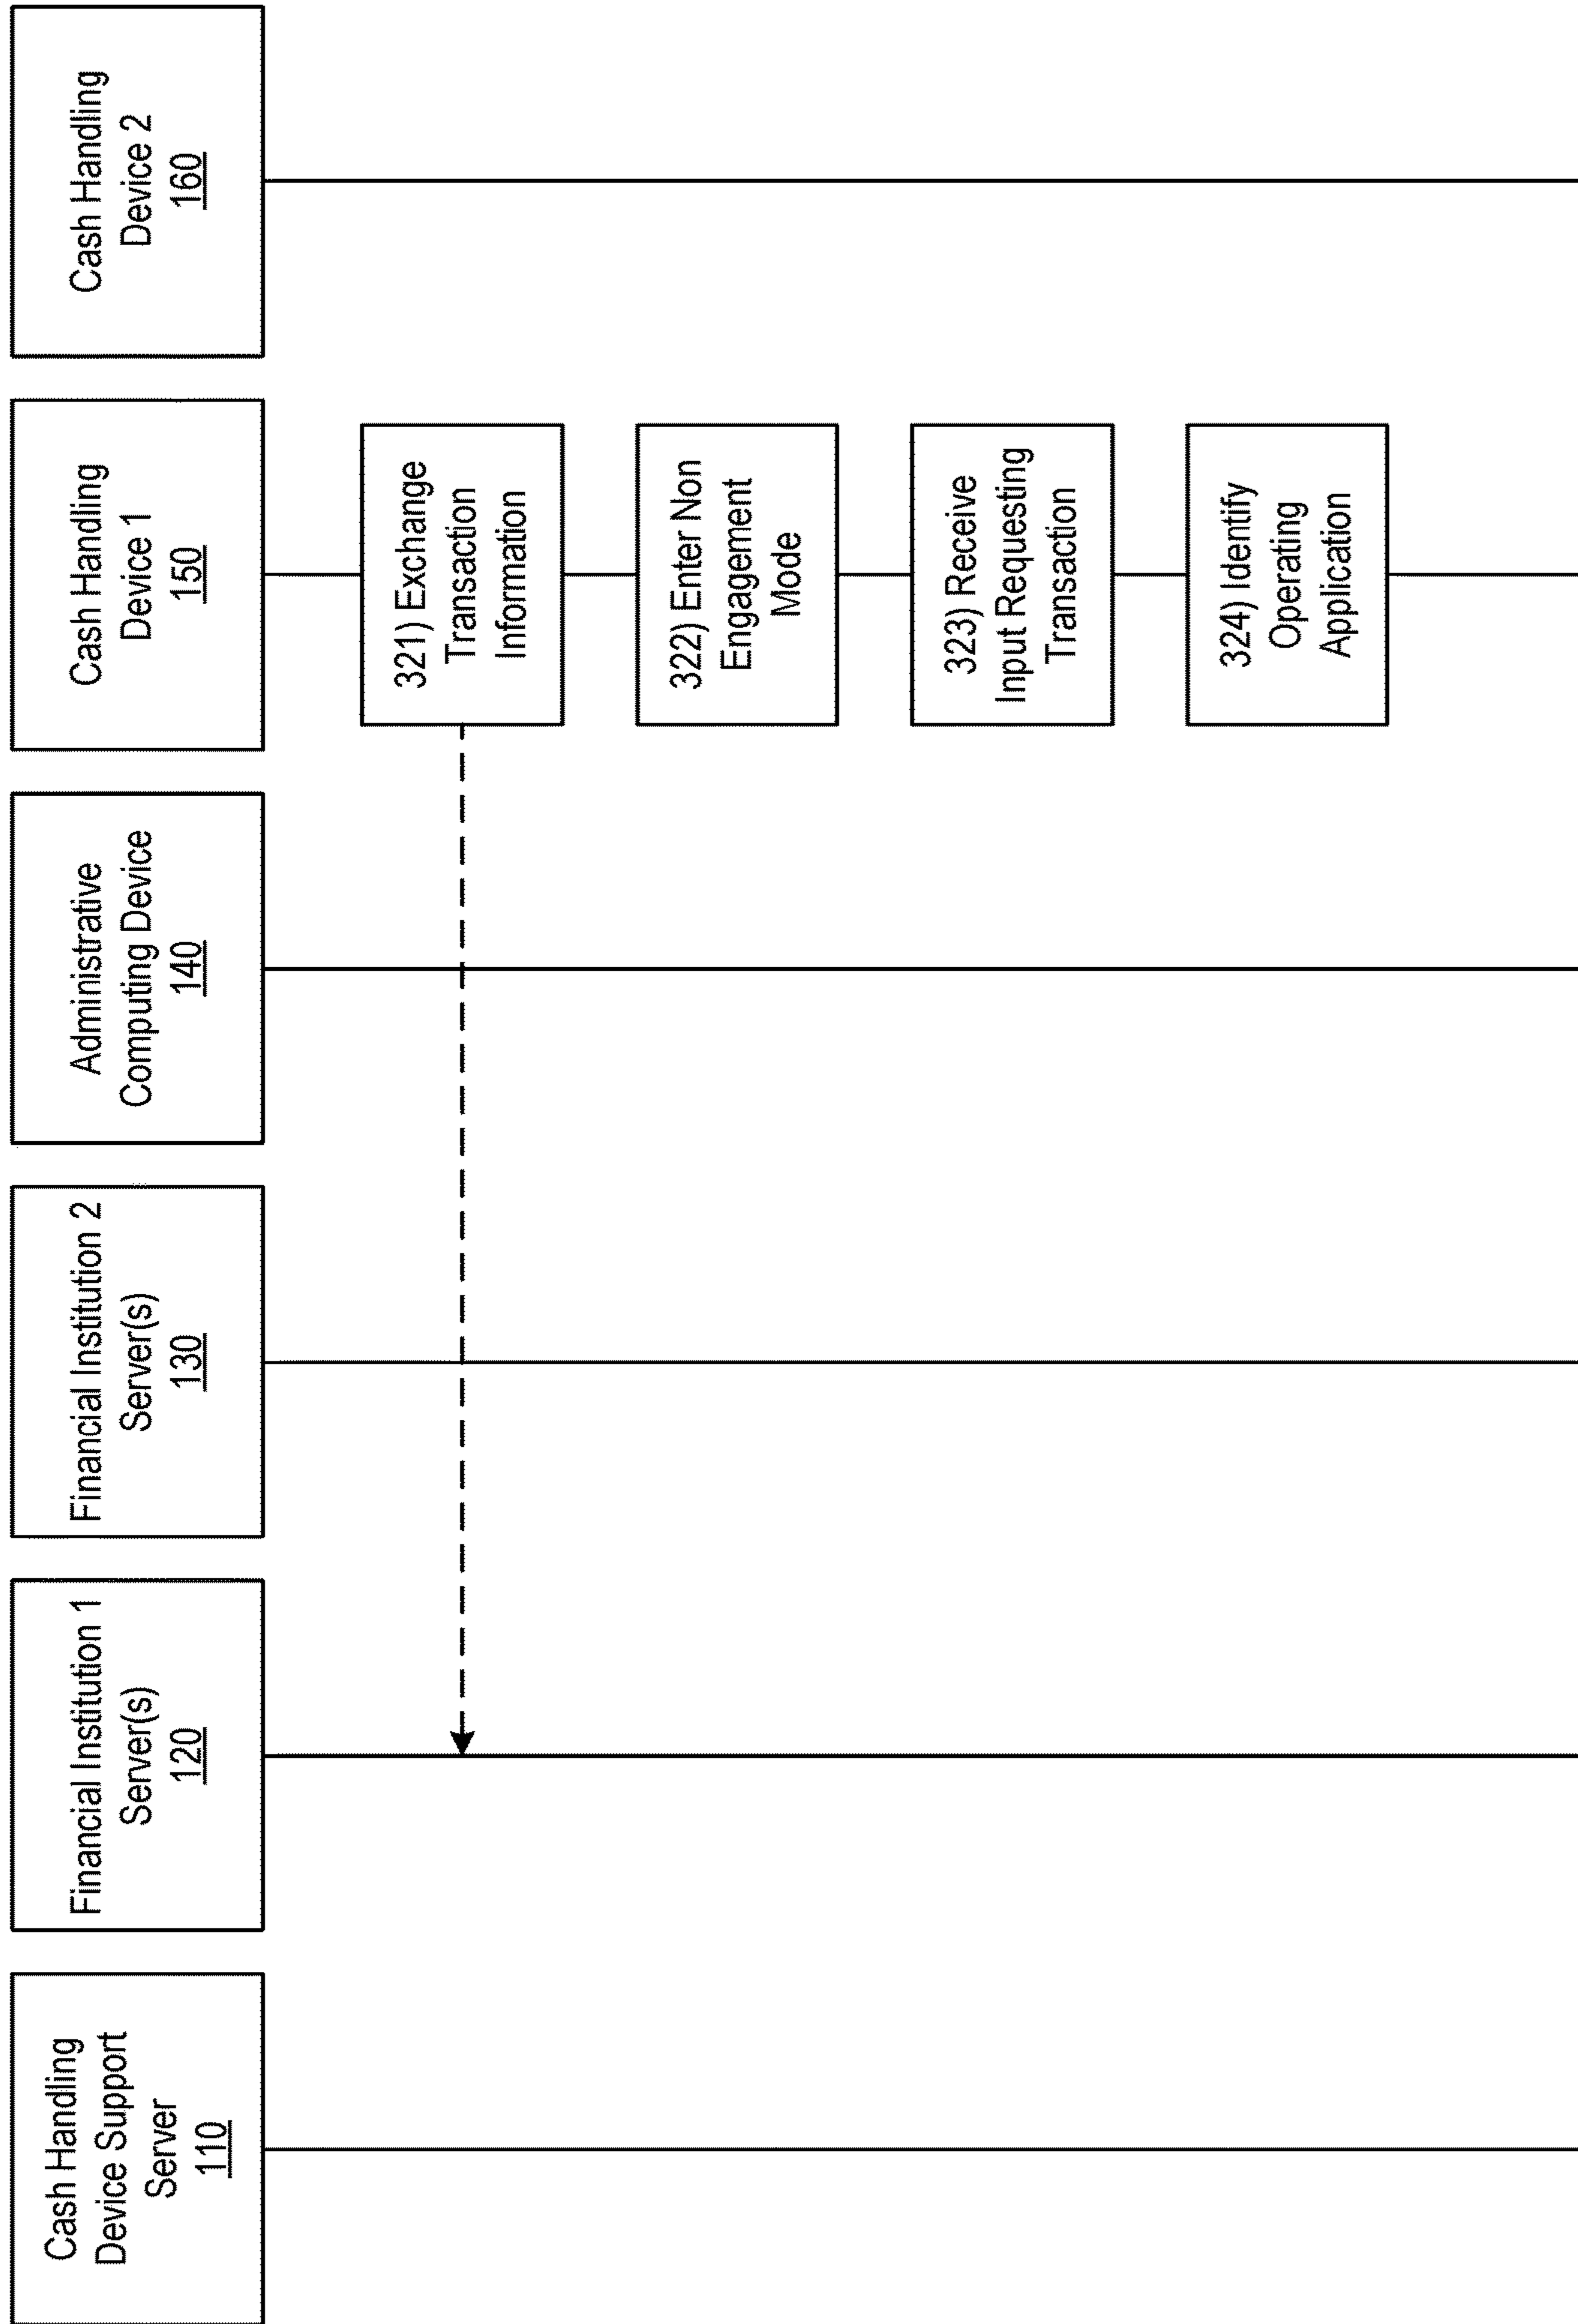 Cash Handling
Device Support
Server
110
Financial Institution 1
Server(s)
120
Financial Institution 2
Server(s)
130
Administrative
Computing Device
140
Cash Handling
Device 1
150
Cash Handling
Device 2
160
321) Exchange
Transaction
Information
322) Enter Non
Engagement
Mode
323) Receive
Input Requesting
Transaction
324) Identify
Operating
Application